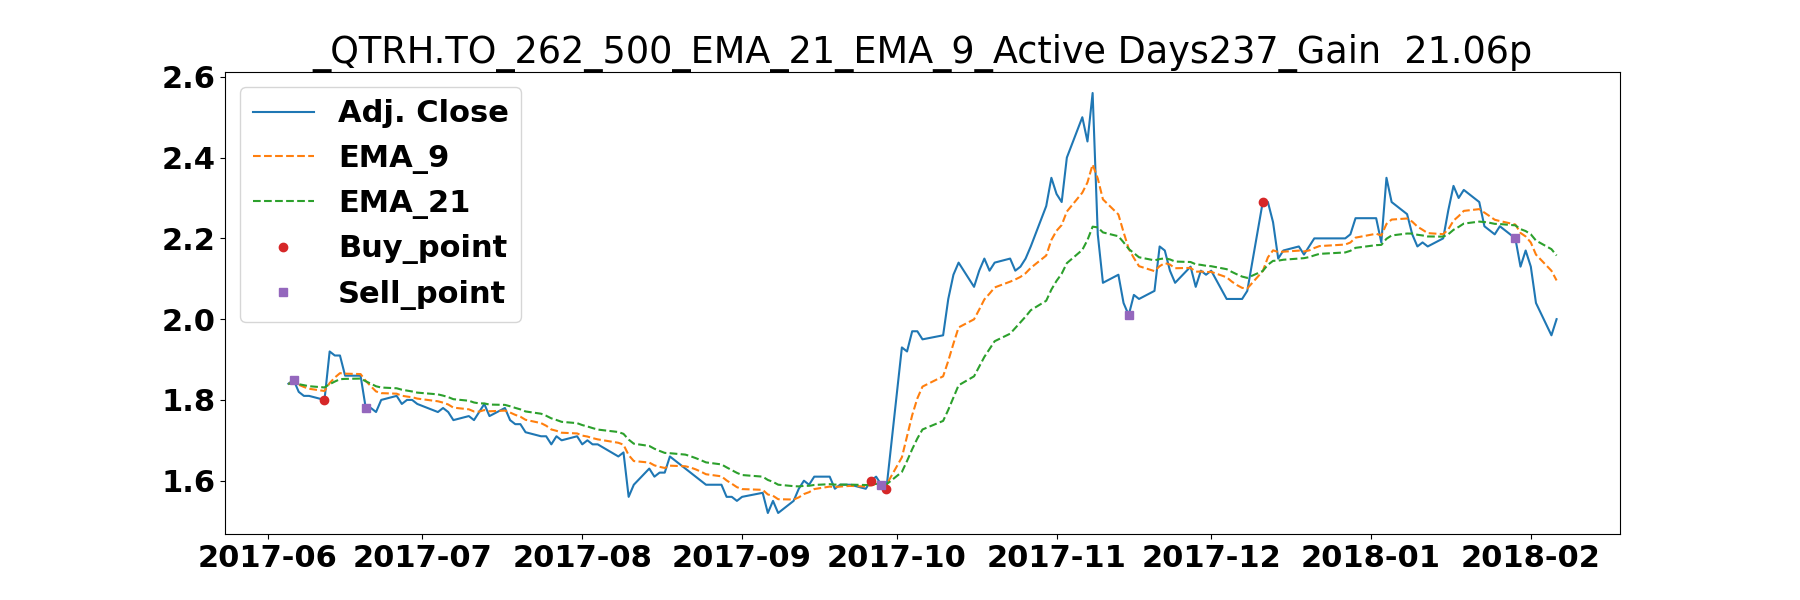 _QTRH.TO_262_500_EMA_21_EMA_9_Active Days237_Gain  21.06p
2.6
2.4
2.2
2.0
1.8
1.6
Adj. Close
EMA_9
EMA_21
Buy_point
Sell_point
2017-06 2017-07 2017-08 2017-09 2017-10 2017-11 2017-12 2018-01 2018-02